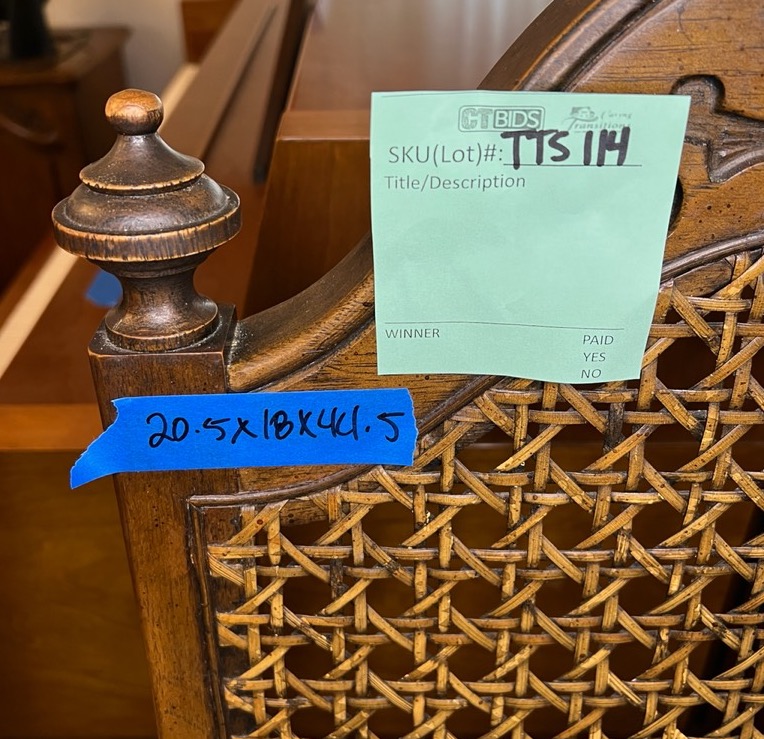 CTBIDS
Caring
Transitions
SKU(Lot)#: TTS 114
Title/Description
WINNER
PAID
YES
NO
20.5x18x44.5